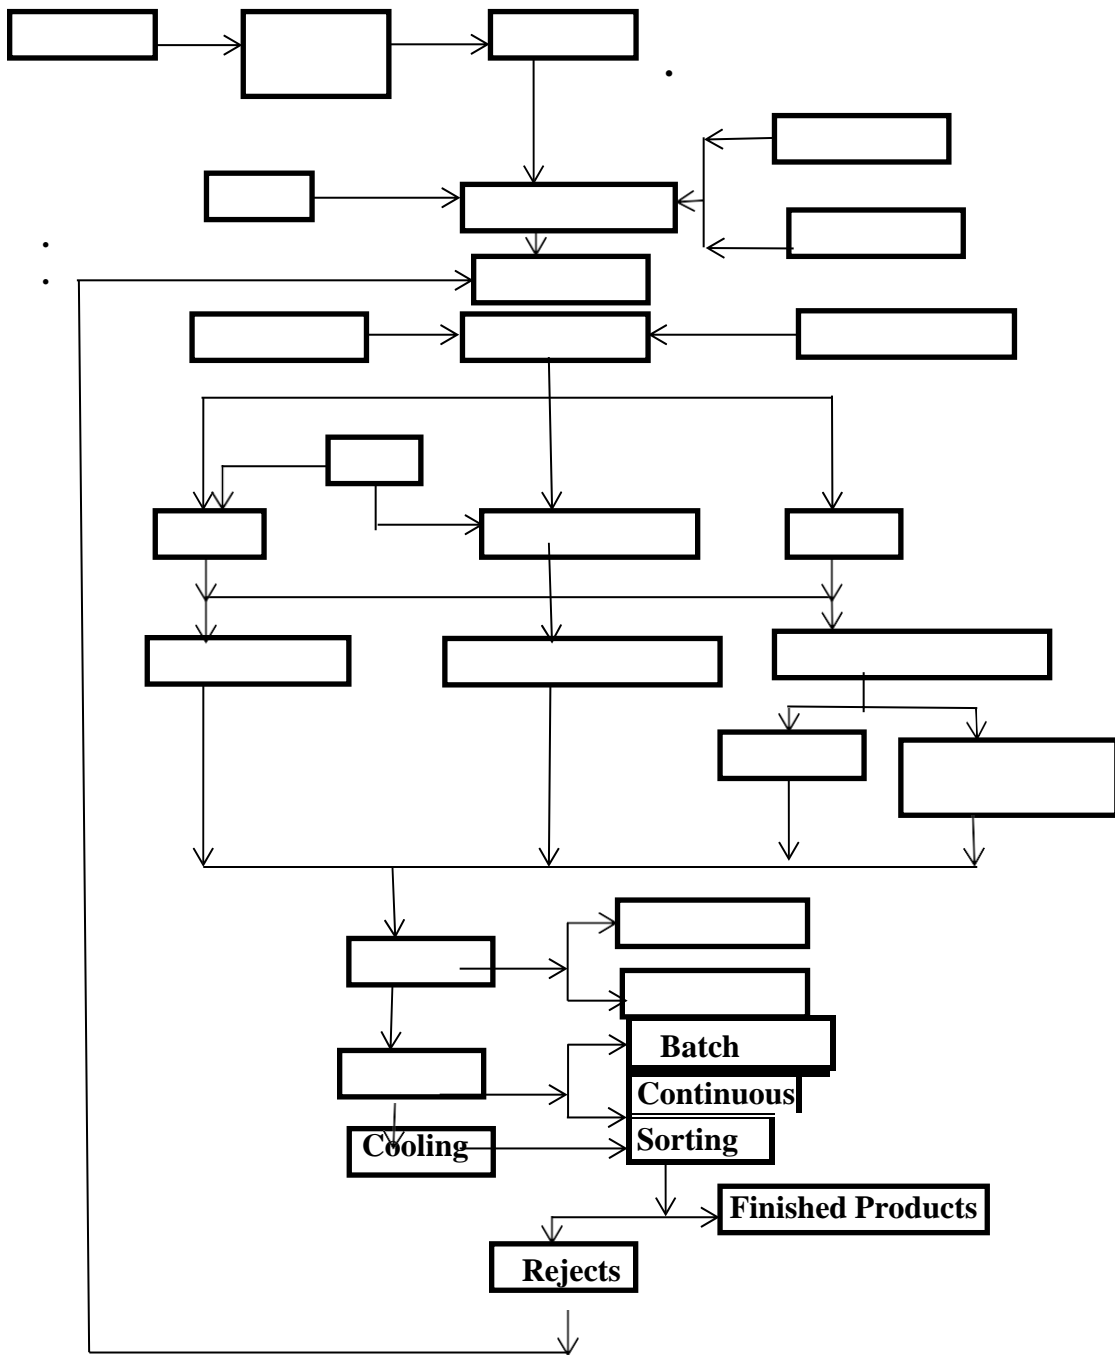 Batch
Continuous
Cooling
Sorting
Finished Products
Rejects